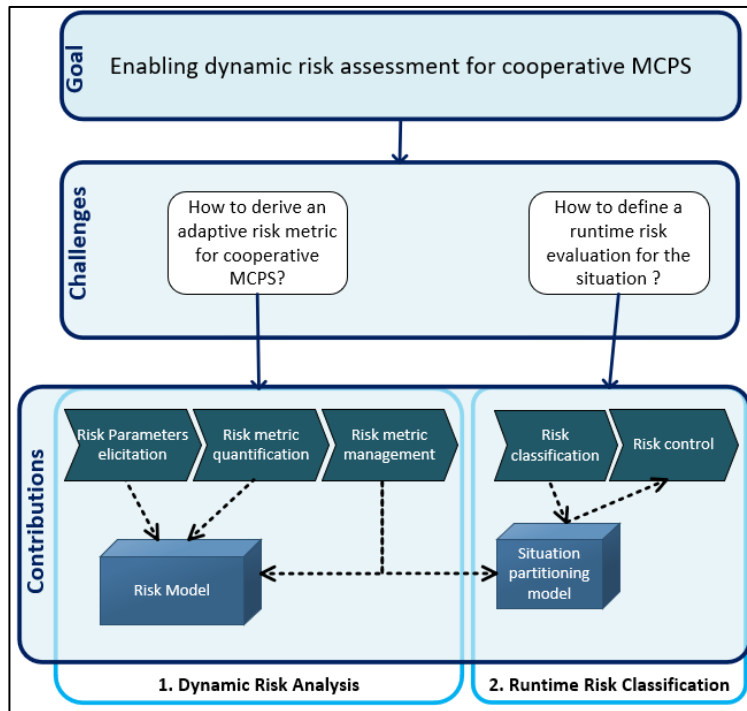 Goal
Enabling dynamic risk assessment for cooperative MCPS
Challenges
How to derive an
adaptive risk metric
for cooperative
MCPS?
How to define a
runtime risk
evaluation for the
situation ?
Contributions
Risk Parameters
elicitation
Risk metric
quantification
Risk metric
management
Risk
classification
Risk control
Risk Model
Situation
partitioning
model
1. Dynamic Risk Analysis
2. Runtime Risk Classification